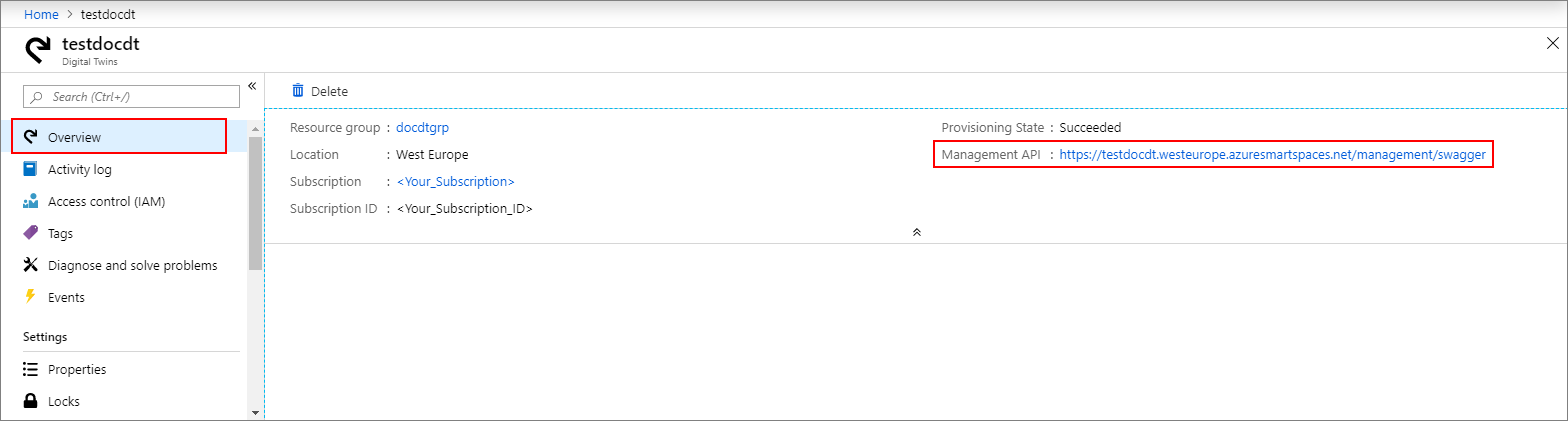 Home > testdocdt
testdocdt
Digital Twins
Search (Ctrl+/)
Overview
Activity log
Access control (IAM)
Tags
Diagnose and solve problems
Events
Settings
Properties
Locks
Delete
Resource group : docdtgrp
Location : West Europe
Subscription : <Your_Subscription>
Subscription ID : <Your_Subscription_ID>
Provisioning State : Succeeded
Management API : https://testdocdt.westeurope.azuresmartspaces.net/management/swagger